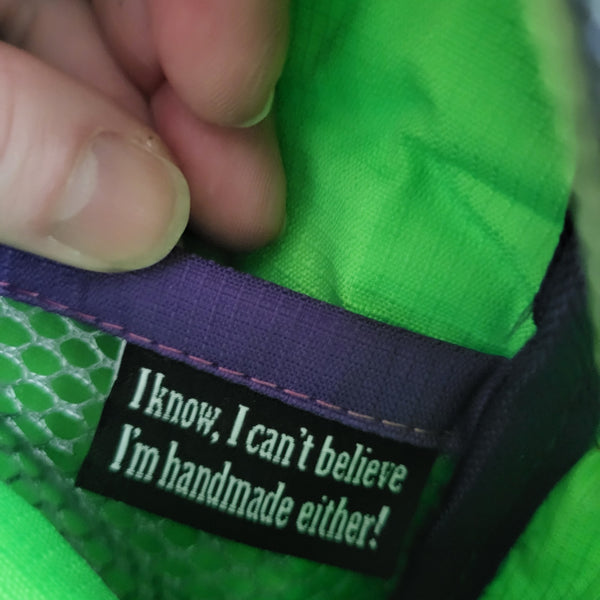 I know, I can't believe
I'm handmade either!